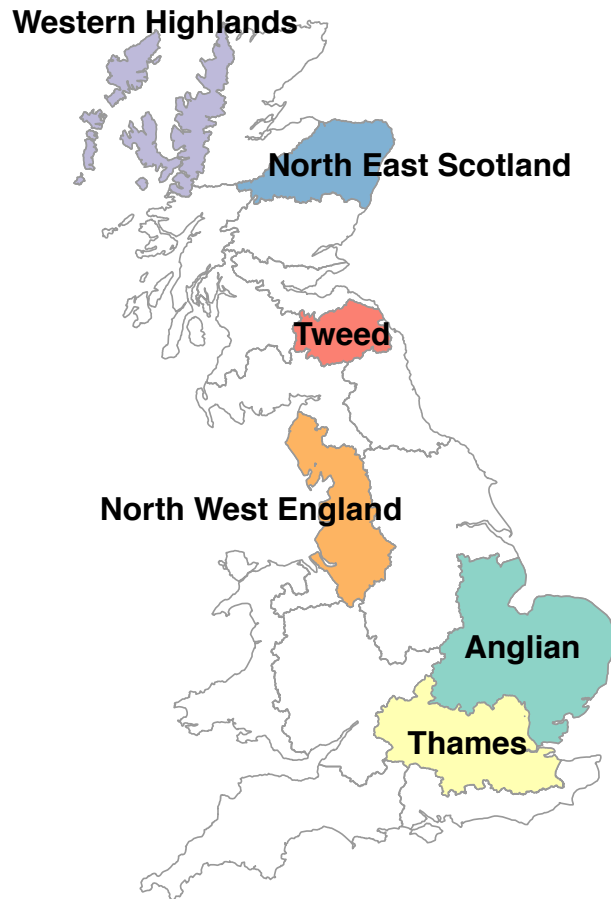 Western Highlands
North East Scotland
Tweed
North West England
Anglian
Thames